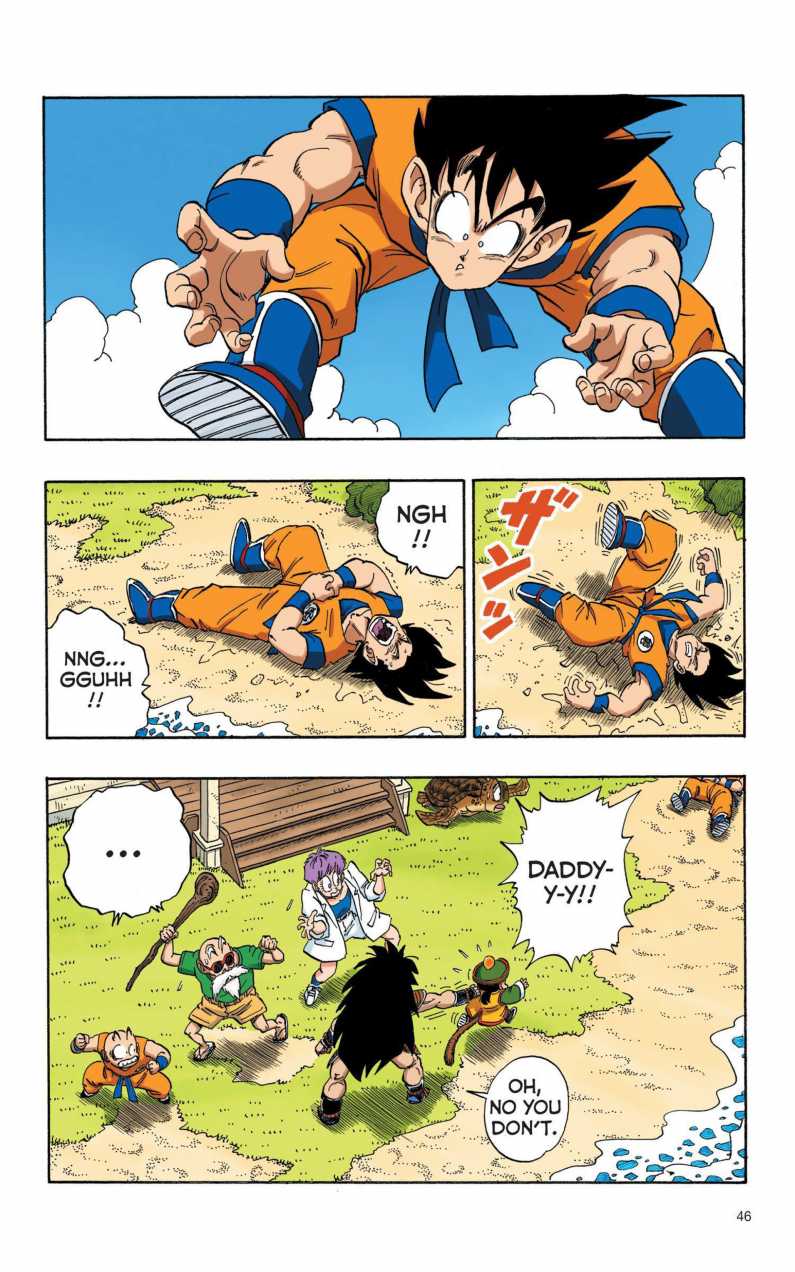 ザンッ
NGH
!!
NNG...
GGUHH
!!
DADDY-
Y-Y!!
OH,
NO YOU
DON'T.
...
46